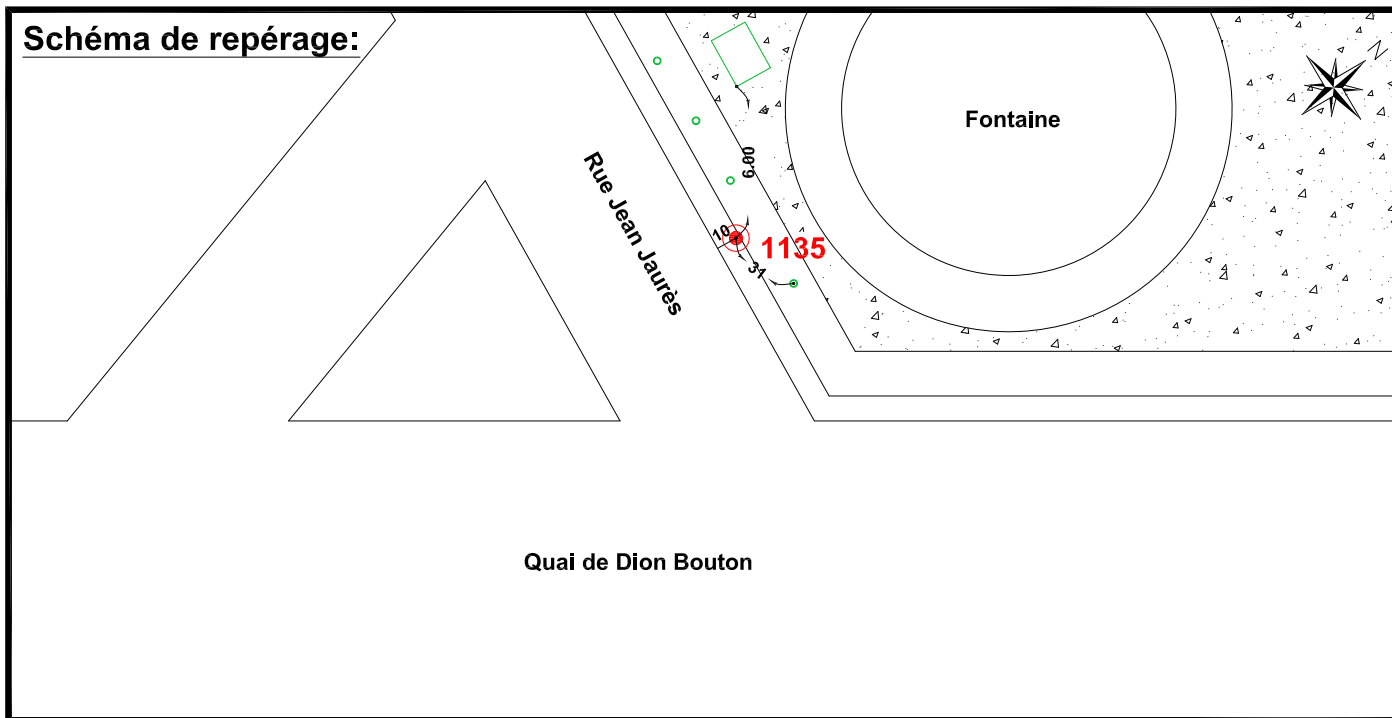 Schéma de repérage:
N
Fontaine
6.00
Rue Jean Jaurès
10
1135
31
Quai de Dion Bouton